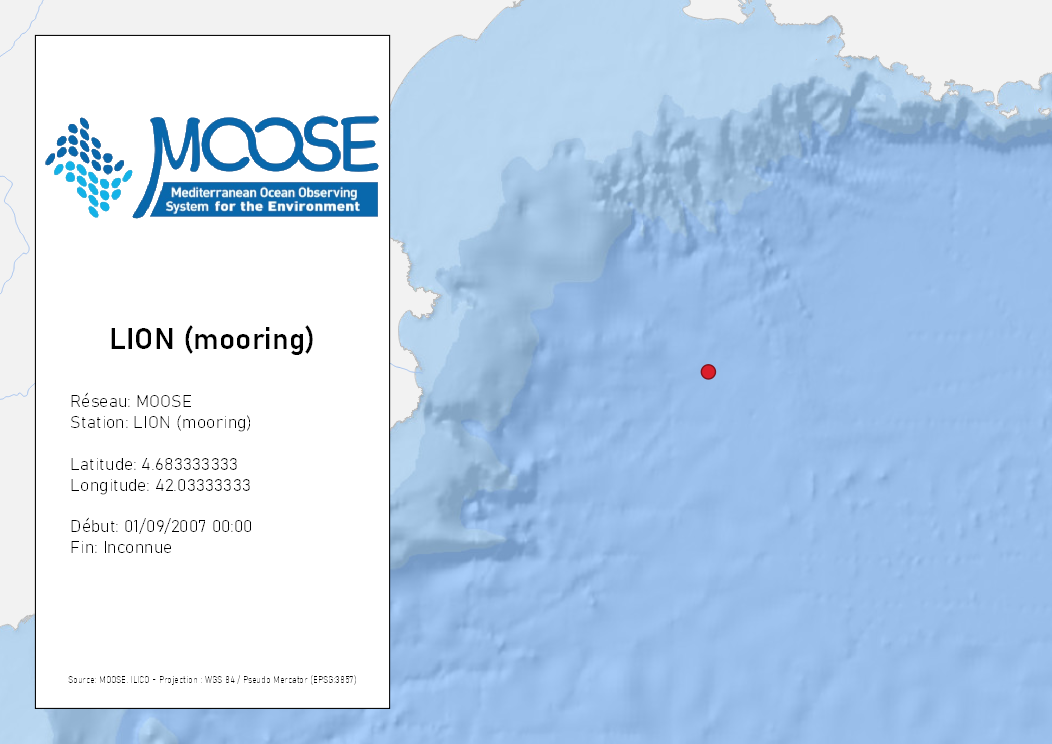 MOOSE
Mediterranean Ocean Observing
System for the Environment
LION (mooring)
Réseau: MOOSE
Station: LION (mooring)
Latitude: 4.683333333
Longitude: 42.03333333
Début: 01/09/2007 00:00
Fin: Inconnue
Source: MOOSE, ILICO - Projection : WGS 84 / Pseudo Mercator (EPSG:3857)